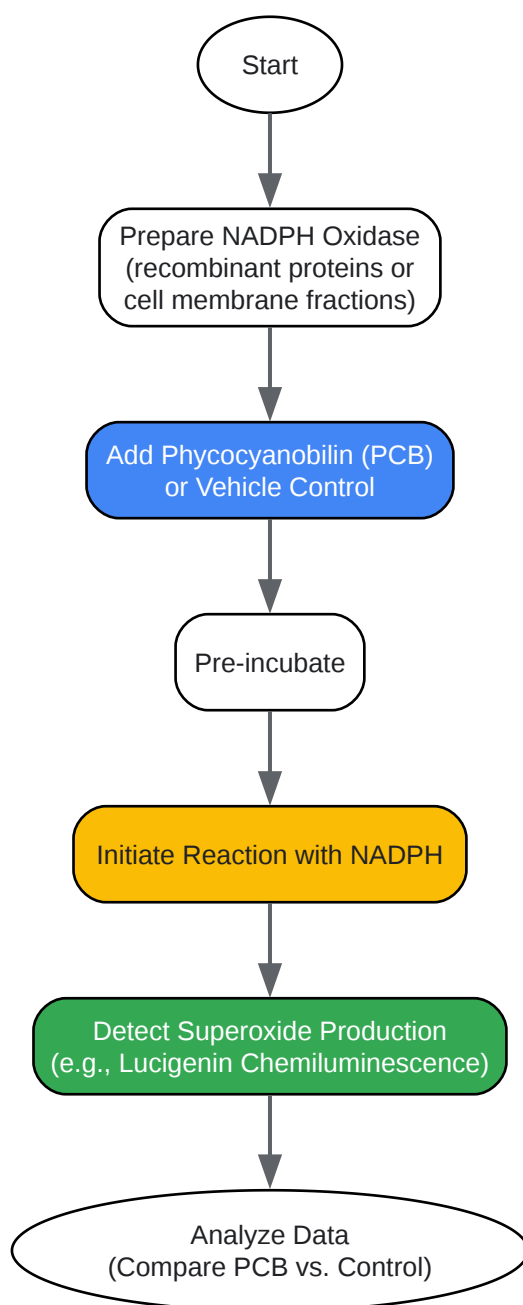 Start
Prepare NADPH Oxidase
(recombinant proteins or
cell membrane fractions)
Add Phycocyanobilin (PCB)
or Vehicle Control
Pre-incubate
Initiate Reaction with NADPH
Detect Superoxide Production
(e.g., Lucigenin Chemiluminescence)
Analyze Data
(Compare PCB vs. Control)